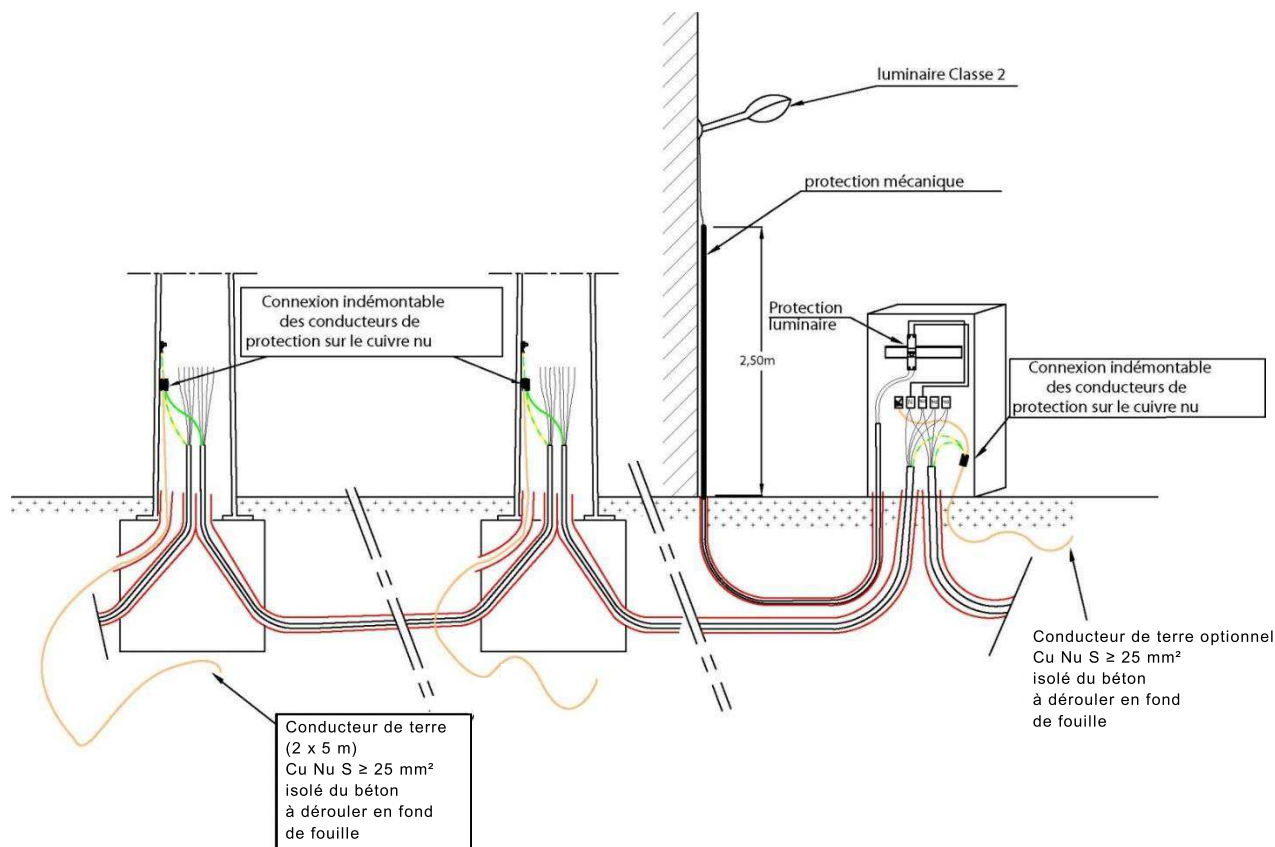 luminaire Classe 2
protection mécanique
Connexion indémontable
des conducteurs de
protection sur le cuivre nu
Protection
luminaire
2,50m
Connexion indémontable
des conducteurs de
protection sur le cuivre nu
Conducteur de terre optionnel
Cu Nu S ≥ 25 mm²
isolé du béton
à dérouler en fond
de fouille
Conducteur de terre
(2 x 5 m)
Cu Nu S ≥ 25 mm²
isolé du béton
à dérouler en fond
de fouille